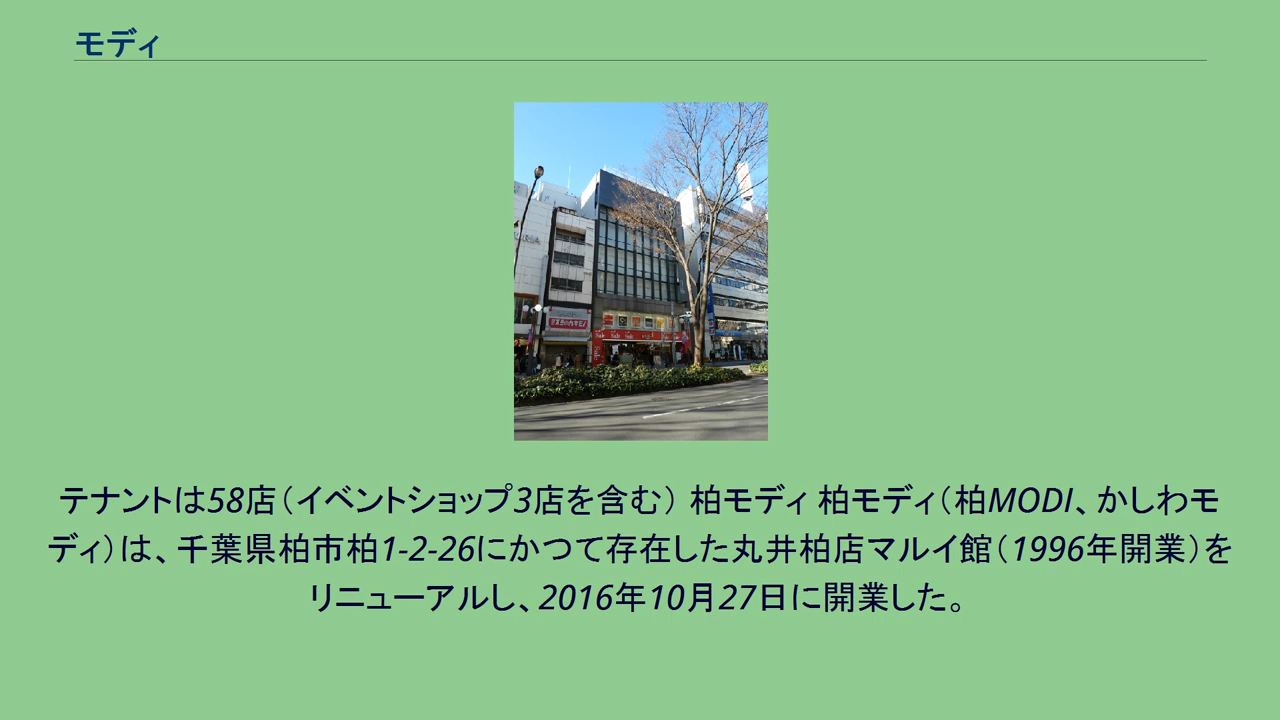 モディ
テナントは58店（イベントショップ3店を含む） 柏モディ 柏モディ（柏MODI、かしわモ
ディ）は、千葉県柏市柏1-2-26にかつて存在した丸井柏店マルイ館（1996年開業）を
リニューアルし、2016年10月27日に開業した。